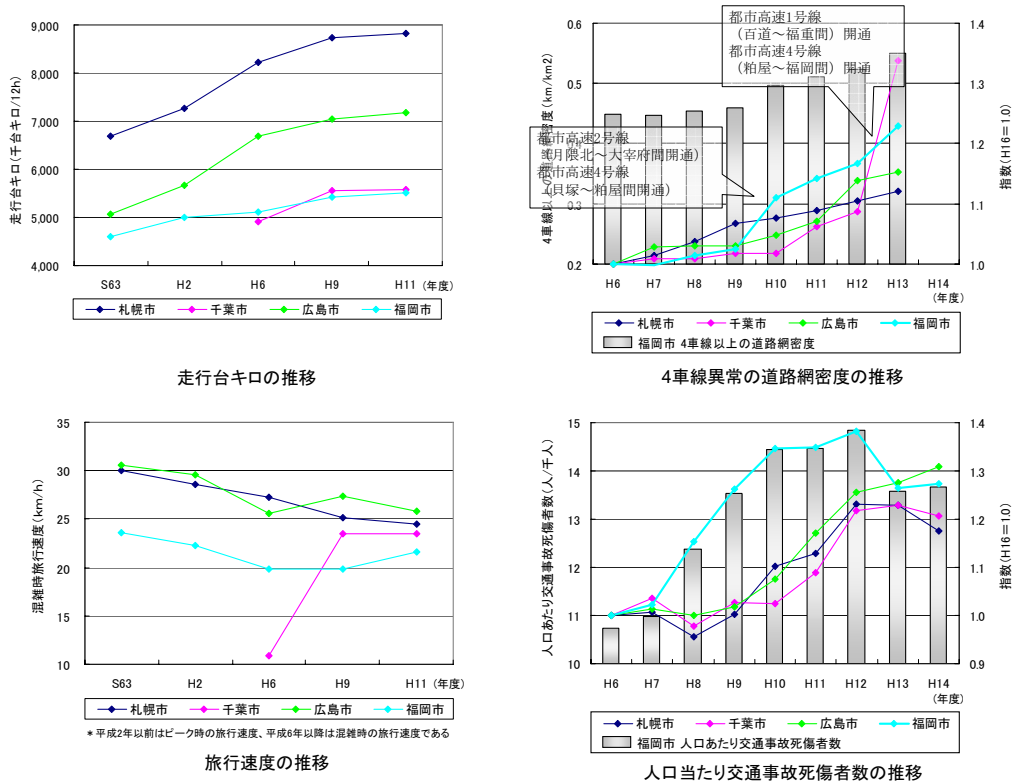 9,000
8,000
7,000
6,000
5,000
4,000
走行台キロ(千台キロ/12h)
S63
H2
H6
H9
H11
(年度)
札幌市
千葉市
広島市
福岡市
走行台キロの推移
0.6
0.5
0.4
0.3
0.2
4車線以上の道路網密度(km/km2)
都市高速1号線
(百道~福重間)開通
都市高速4号線
(粕屋~福岡間)開通
都市高速2号線
(月隈北~大宰府間開通)
都市高速4号線
(貝塚~粕屋間開通)
1.4
1.3
1.2
1.1
1.0
指数(H16=1.0)
H6
H7
H8
H9
H10
H11
H12
H13
H14
(年度)
札幌市
千葉市
広島市
福岡市
福岡市 4車線以上の道路網密度
4車線異常の道路網密度の推移
35
30
25
20
15
10
混雑時旅行速度(km/h)
S63
H2
H6
H9
H11
(年度)
札幌市
千葉市
広島市
福岡市
* 平成2年以前はピーク時の旅行速度、平成6年以降は混雑時の旅行速度である
旅行速度の推移
15
14
13
12
11
10
人口あたり交通事故死傷者数(人/千人)
1.4
1.3
1.2
1.1
1.0
0.9
指数(H16=1.0)
H6
H7
H8
H9
H10
H11
H12
H13
H14
(年度)
札幌市
千葉市
広島市
福岡市
福岡市 人口あたり交通事故死傷者数
人口当たり交通事故死傷者数の推移